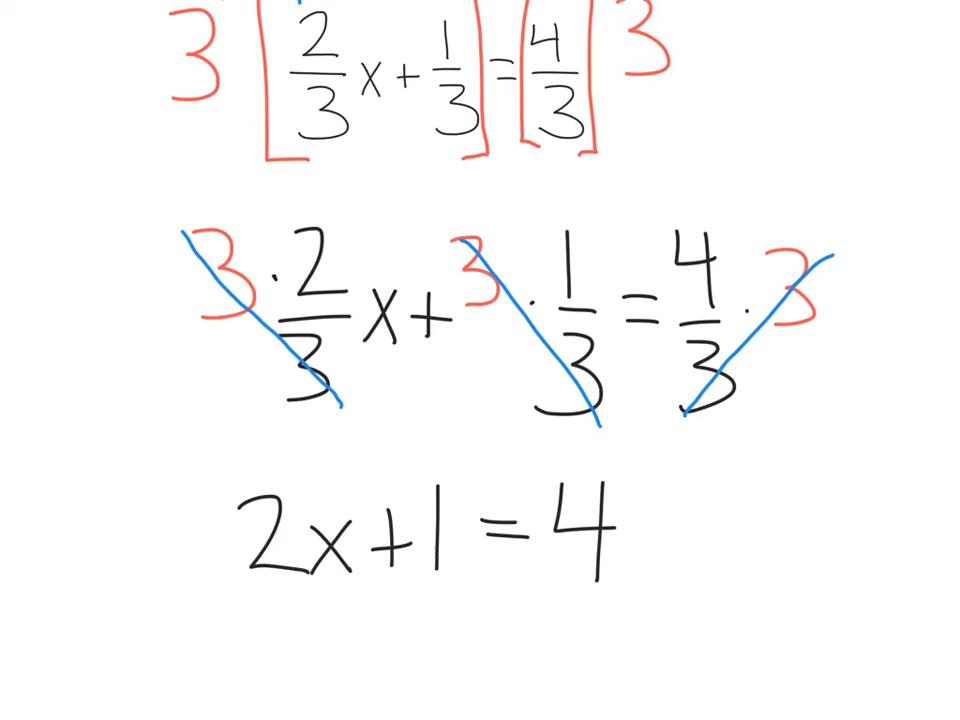 3 [2/3 x + 1/3] = [4/3] 3
3 · 2/3 x + 3 · 1/3 = 4/3 · 3
2x + 1 = 4